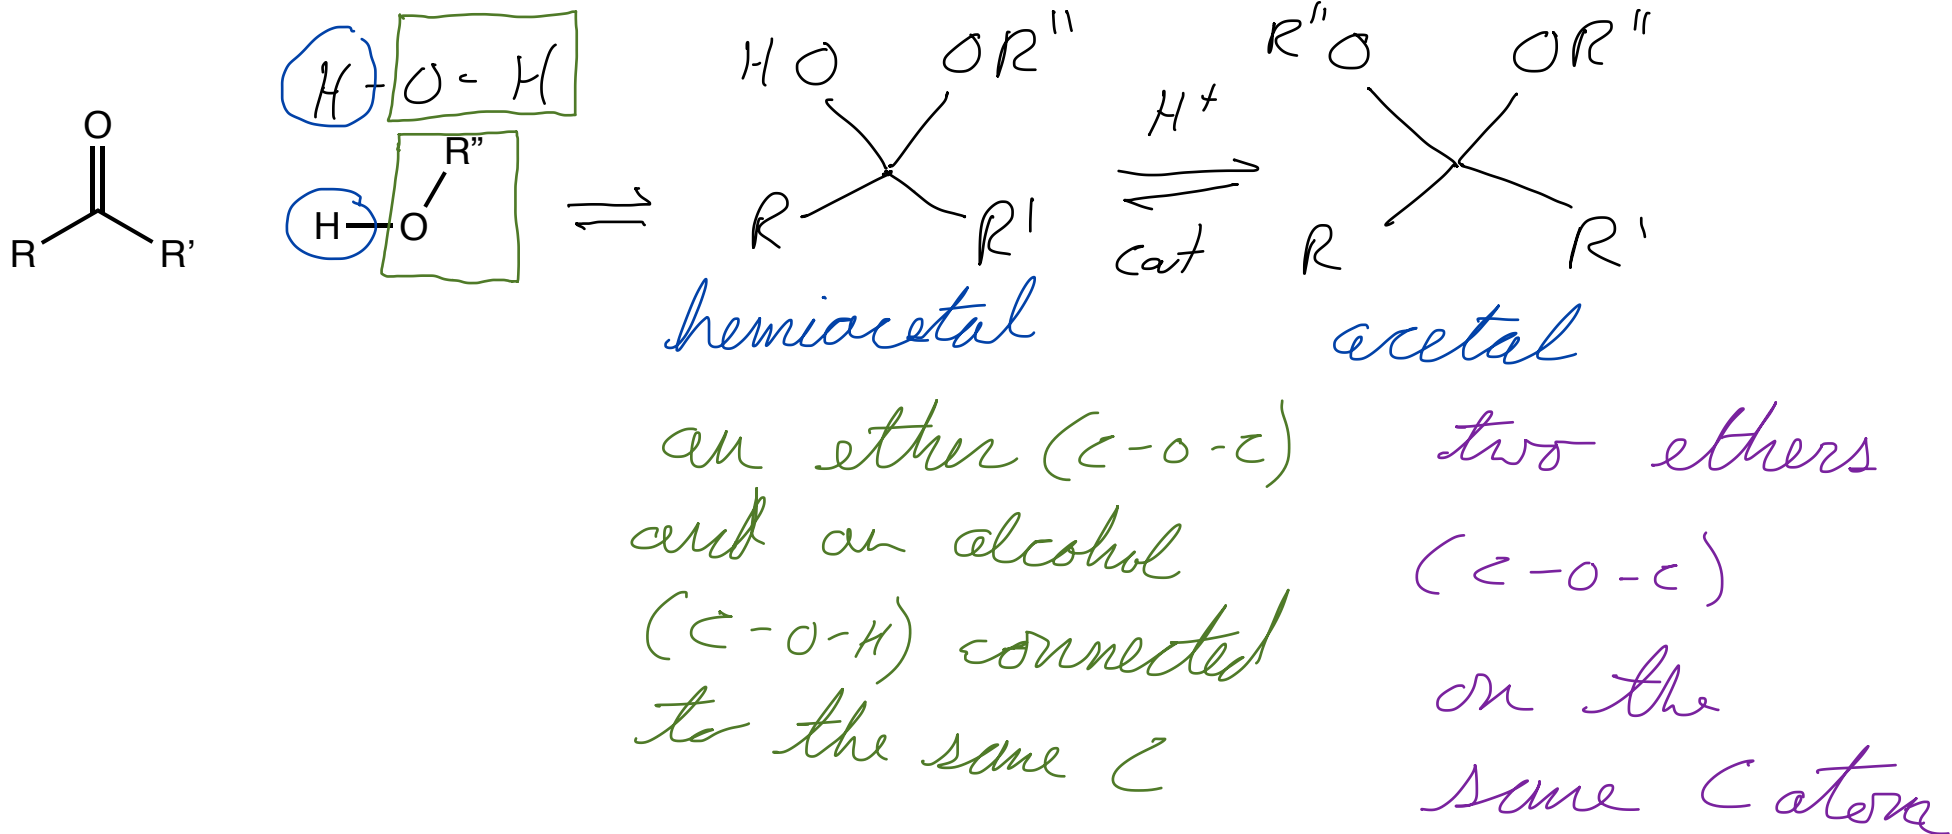 H-O-H
O
R R'
R"
H—O
HO OR"
R R'
H+
cat
R"O OR"
R R'
hemiacetal
acetal
an ether (C-O-C)
and an alcohol
(C-O-H) connected
to the same C
two ethers
(C-O-C)
on the
same C atom